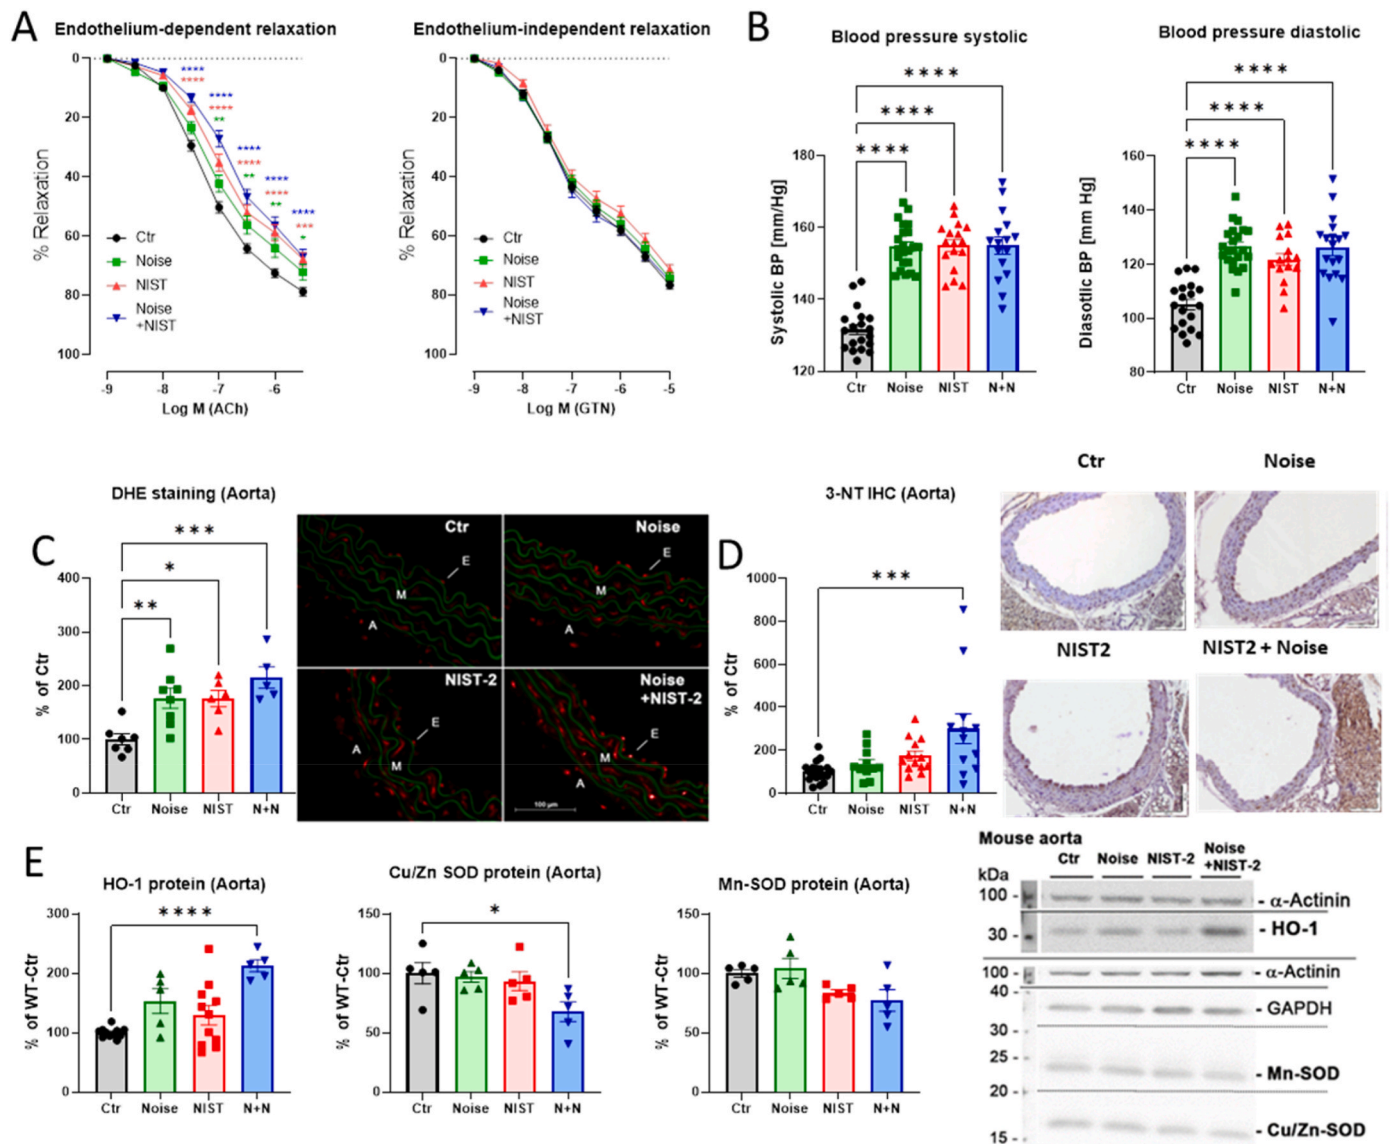 A
Endothelium-dependent relaxation
0
20
40
60
80
100
% Relaxation
****
****
****
****
**
****
****
**
****
****
**
****
***
*
Ctr
Noise
NIST
Noise
+NIST
-9
-8
-7
-6
Log M (ACh)
Endothelium-independent relaxation
0
20
40
60
80
100
% Relaxation
Ctr
Noise
NIST
Noise
+NIST
-9
-8
-7
-6
-5
Log M (GTN)
B
Blood pressure systolic
****
****
****
180
160
140
120
Systolic BP [mm/Hg]
Ctr
Noise
NIST
N+N
Blood pressure diastolic
****
****
****
160
140
120
100
80
Diasotlic BP [mm Hg]
Ctr
Noise
NIST
N+N
C
DHE staining (Aorta)
***
*
**
400
300
200
100
0
% of Ctr
Ctr
Noise
NIST
N+N
Ctr
E
M
A
Noise
E
M
A
NIST-2
E
A
M
Noise
+NIST-2
E
M
A
100 µm
D
3-NT IHC (Aorta)
***
1000
800
600
400
200
0
% of Ctr
Ctr
Noise
NIST
N+N
Ctr
Noise
NIST2
NIST2 + Noise
E
HO-1 protein (Aorta)
****
300
200
100
0
% of WT-Ctr
Ctr
Noise
NIST
N+N
Cu/Zn SOD protein (Aorta)
*
150
100
50
0
% of WT-Ctr
Ctr
Noise
NIST
N+N
Mn-SOD protein (Aorta)
150
100
50
0
% of WT-Ctr
Ctr
Noise
NIST
N+N
Mouse aorta
kDa
Ctr
Noise
NIST-2
Noise
+NIST-2
100 -
- α-Actinin
30 -
- HO-1
100 -
- α-Actinin
40 -
- GAPDH
30 -
25 -
- Mn-SOD
20 -
- Cu/Zn-SOD
15 -